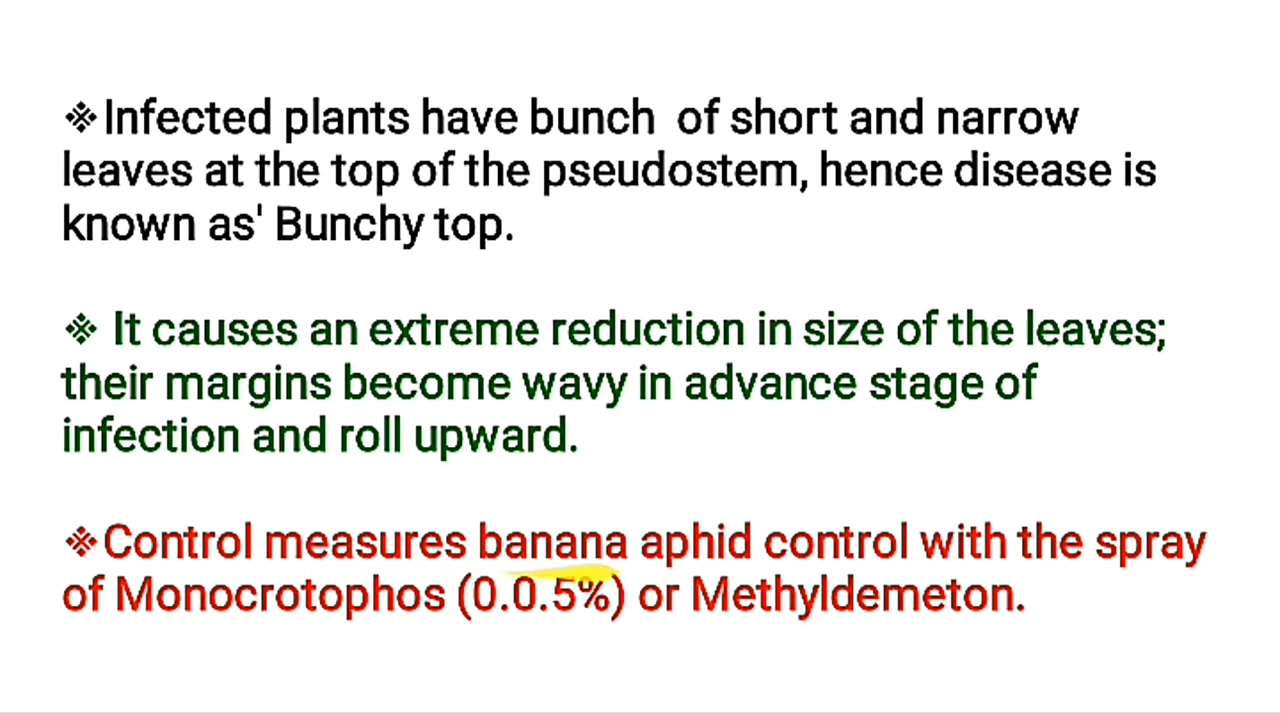 ❖Infected plants have bunch  of short and narrow
leaves at the top of the pseudostem, hence disease is
known as' Bunchy top.
❖ It causes an extreme reduction in size of the leaves;
their margins become wavy in advance stage of
infection and roll upward.
❖Control measures banana aphid control with the spray
of Monocrotophos (0.0.5%) or Methyldemeton.